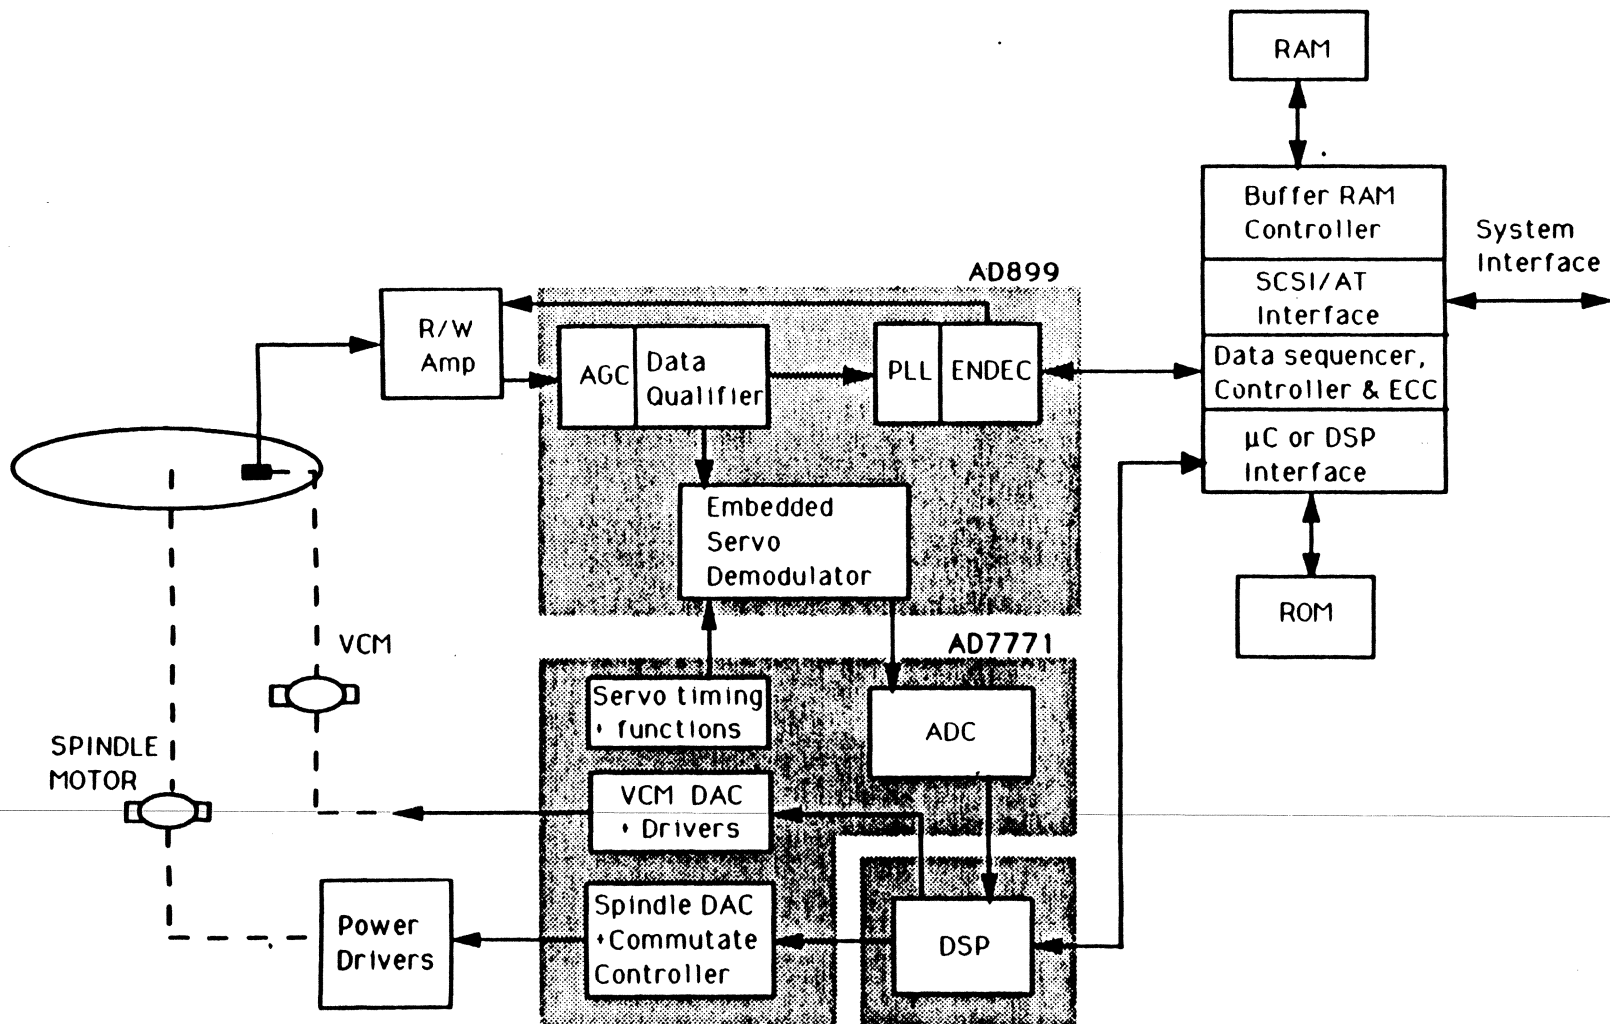 RAM
Buffer RAM
Controller
System
Interface
SCSI/AT
Interface
Data sequencer,
Controller & ECC
µC or DSP
Interface
ROM
AD899
R/W
Amp
AGC
Data
Qualifier
PLL
ENDEC
Embedded
Servo
Demodulator
AD7771
VCM
Servo timing
+ functions
ADC
SPINDLE
MOTOR
VCM DAC
+ Drivers
Spindle DAC
+Commutate
Controller
Power
Drivers
DSP